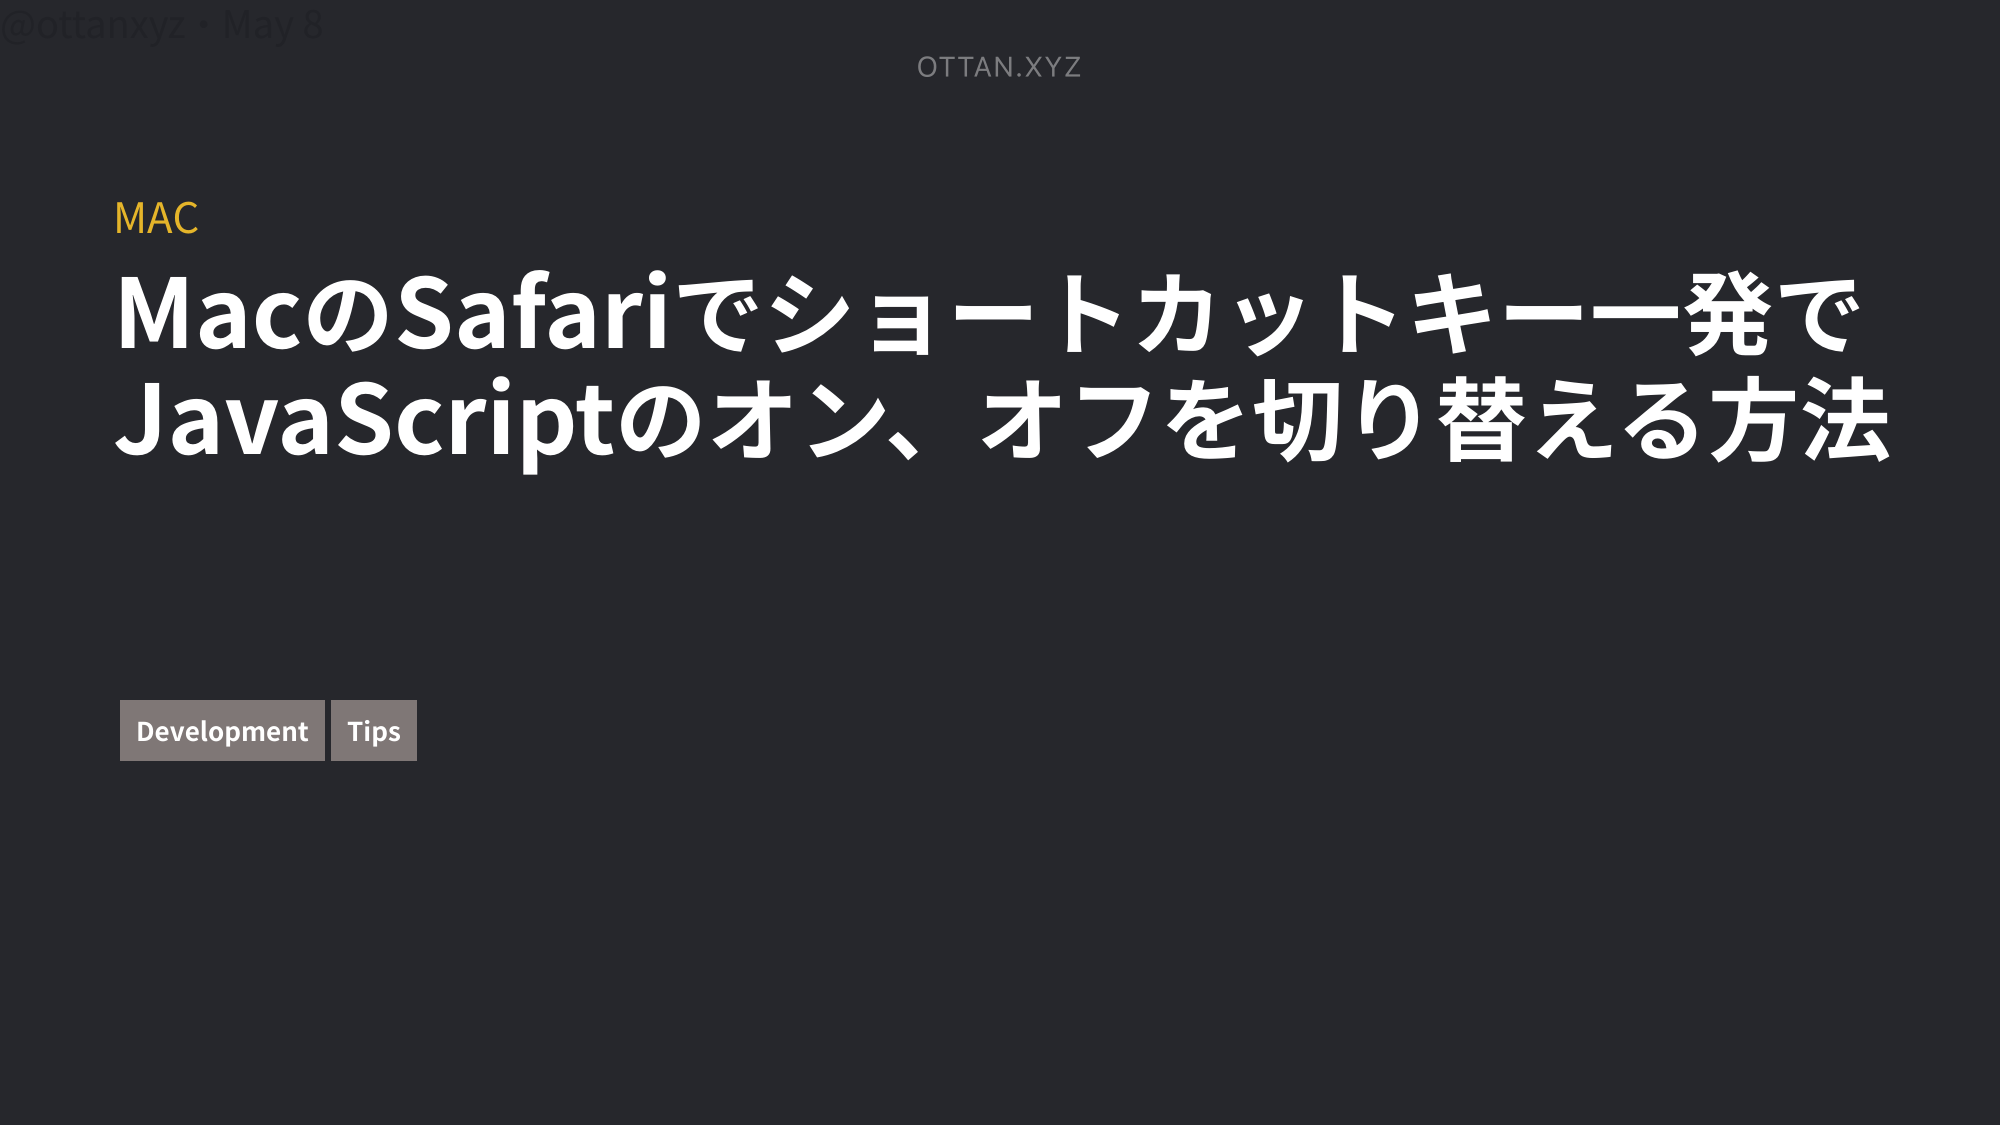 @ottanxyz・May 8
OTTAN.XYZ
MAC
MacのSafariでショートカットキー一発で
JavaScriptのオン、オフを切り替える方法
Development
Tips